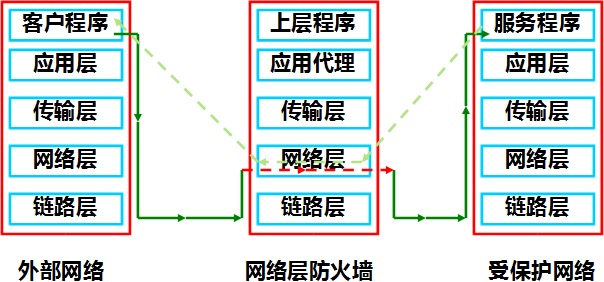 客户程序
应用层
传输层
网络层
链路层
外部网络
上层程序
应用代理
传输层
网络层
链路层
网络层防火墙
服务程序
应用层
传输层
网络层
链路层
受保护网络